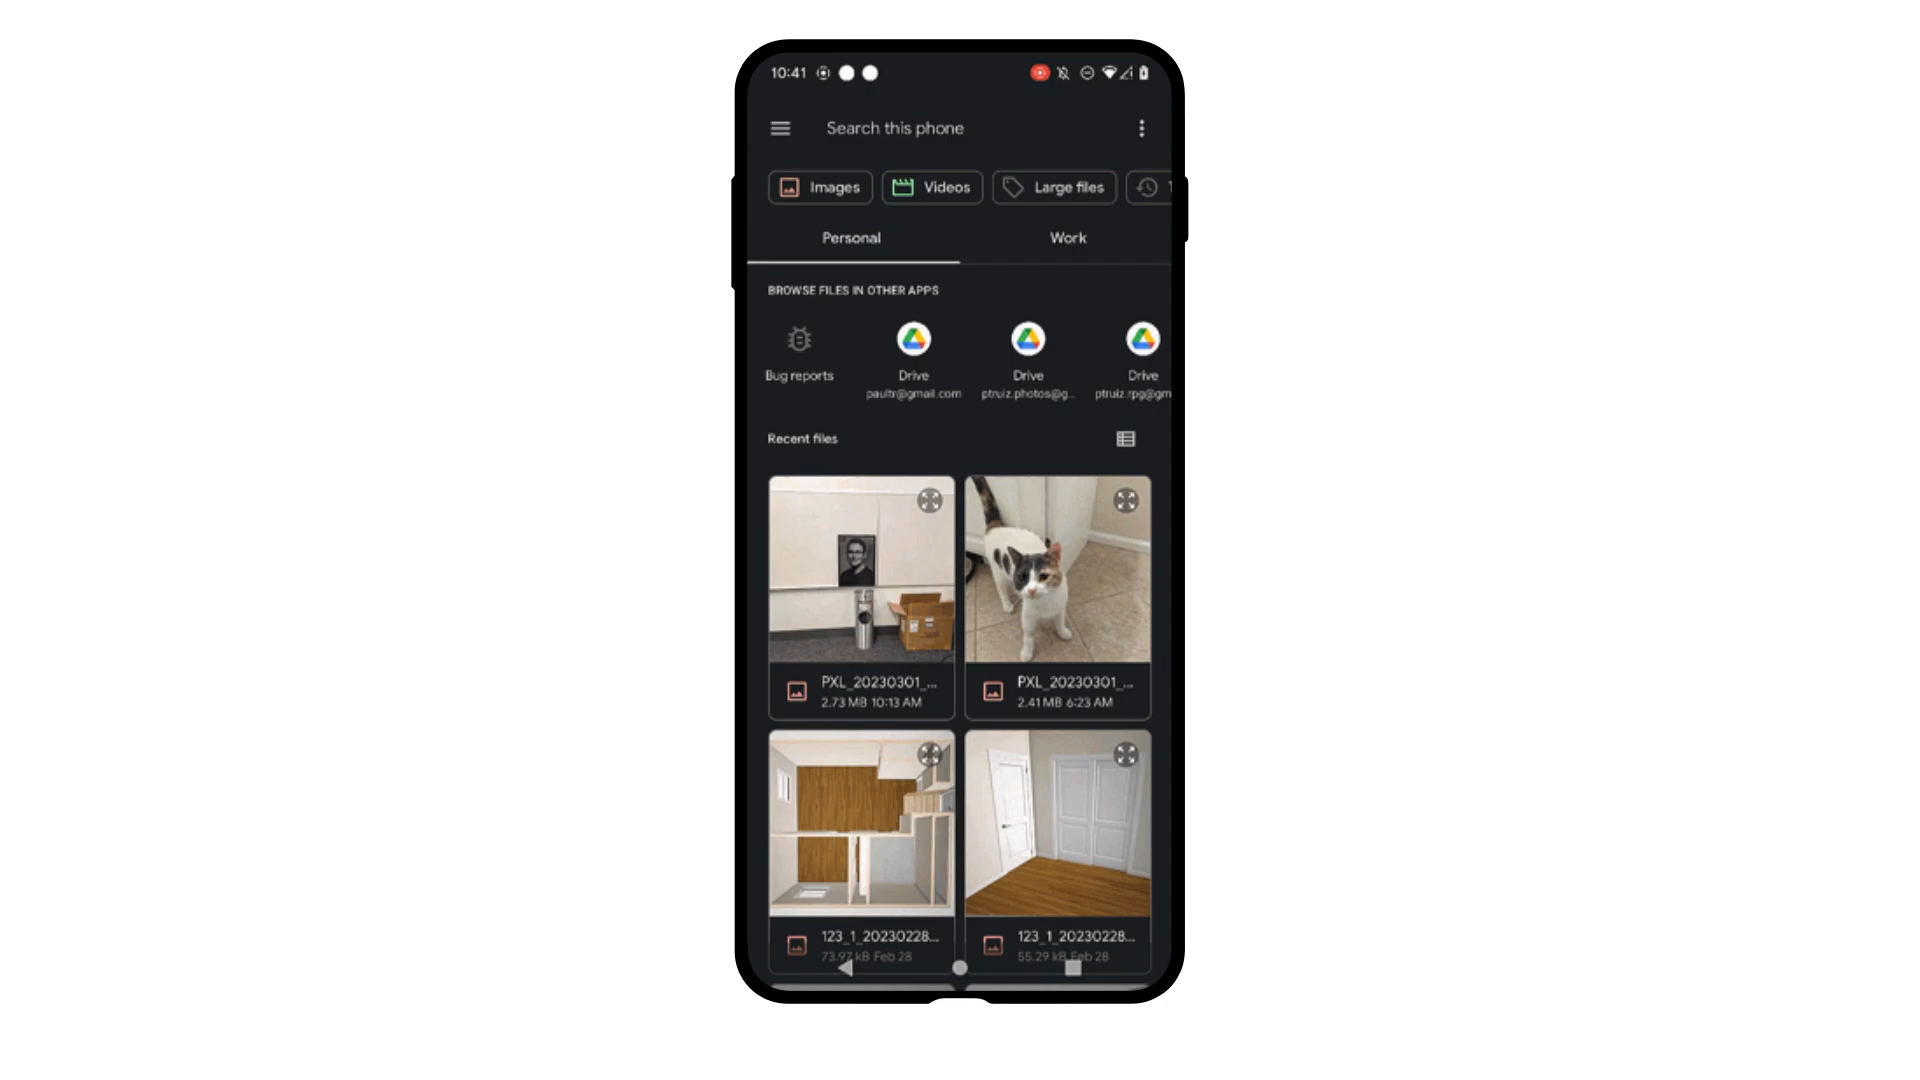 10:41
Search this phone
Images
Videos
Large files
Personal
Work
BROWSE FILES IN OTHER APPS
Bug reports
Drive
paultr@gmail.com
Drive
ptruiz.photos@g...
Drive
ptruiz.rpg@gm
Recent files
PXL_20230301_...
2.73 MB 10:13 AM
PXL_20230301_...
2.41 MB 6:23 AM
123_1_20230228...
73.97 kB Feb 28
123_1_20230228...
55.29 kB Feb 28